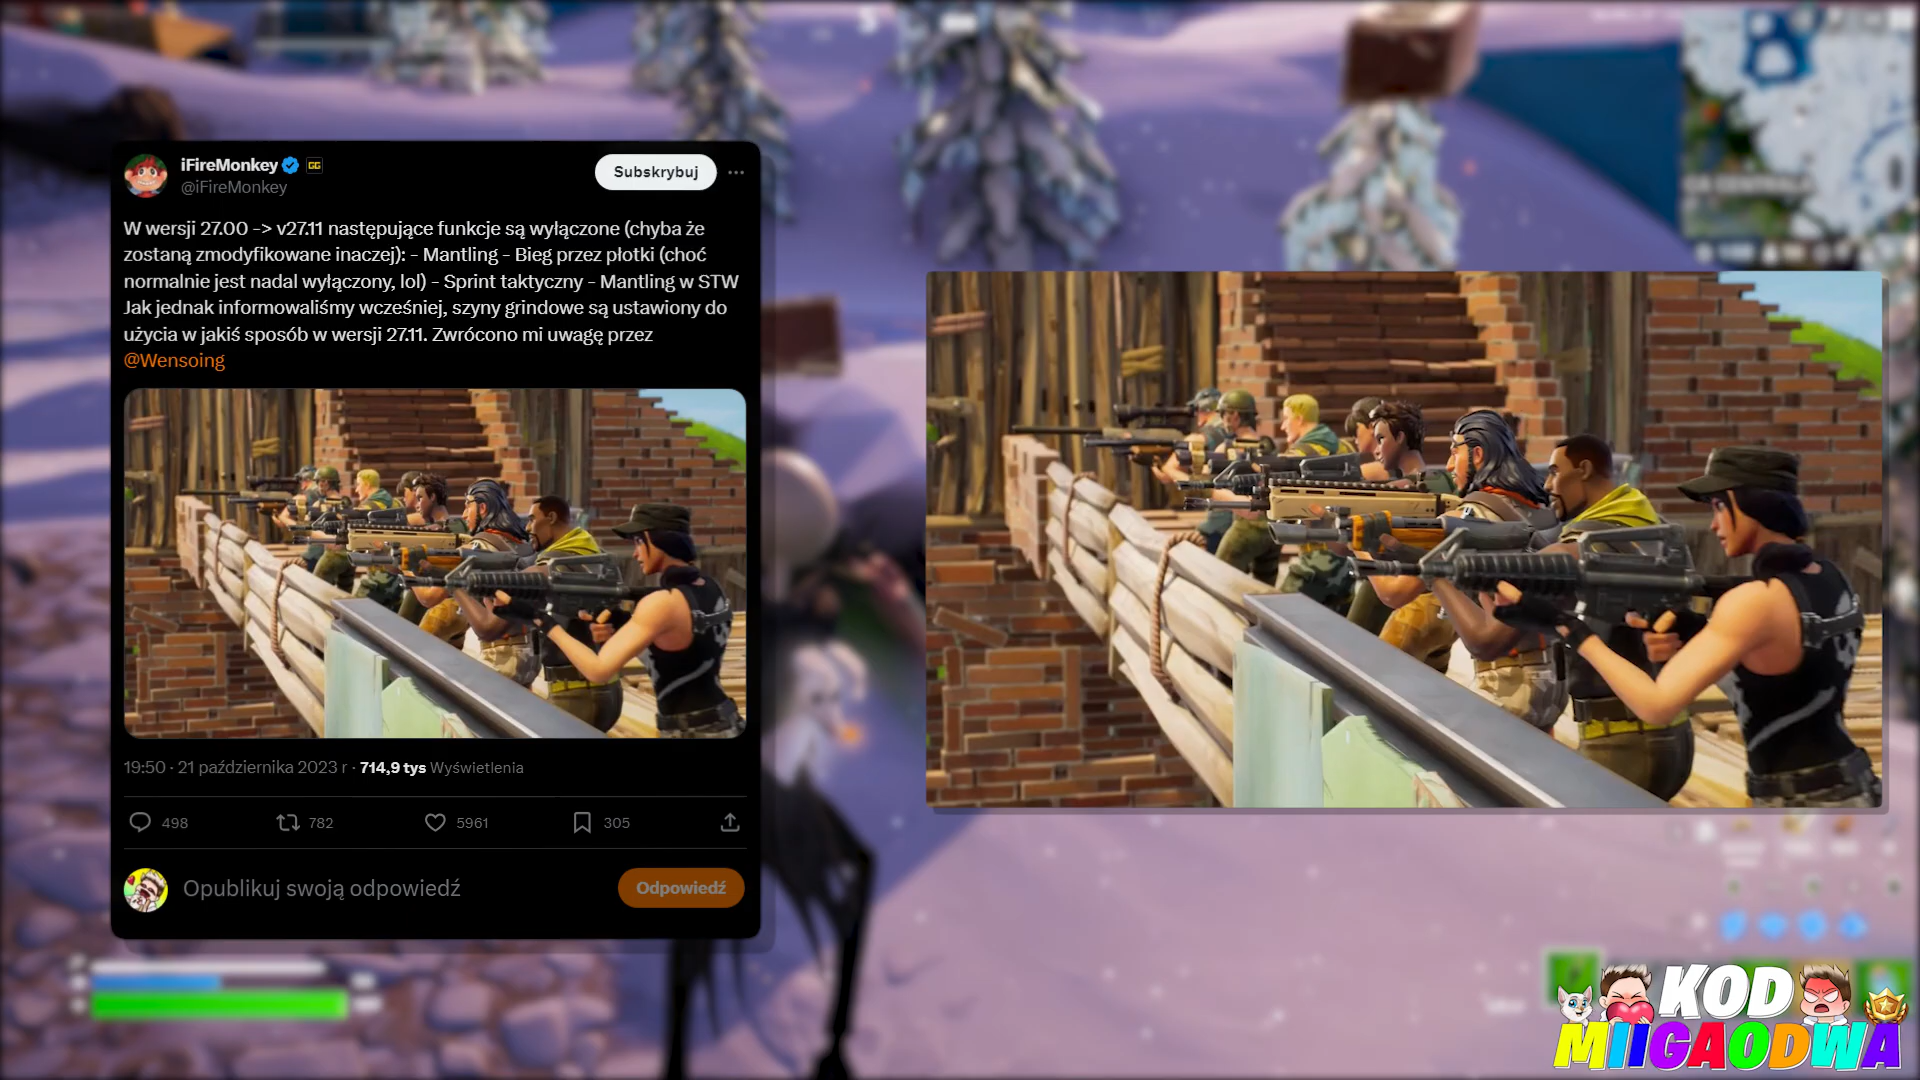 iFireMonkey GG
@iFireMonkey
Subskrybuj
W wersji 27.00 -> v27.11 następujące funkcje są wyłączone (chyba że
zostaną zmodyfikowane inaczej): - Mantling - Bieg przez płotki (choć
normalnie jest nadal wyłączony, lol) - Sprint taktyczny - Mantling w STW
Jak jednak informowaliśmy wcześniej, szyny grindowe są ustawiony do
użycia w jakiś sposób w wersji 27.11. Zwrócono mi uwagę przez
@Wensoing
19:50 · 21 października 2023 r · 714,9 tys Wyświetlenia
498 782 5961 305
Opublikuj swoją odpowiedź
Odpowiedź
KOD
MIIGAODWA